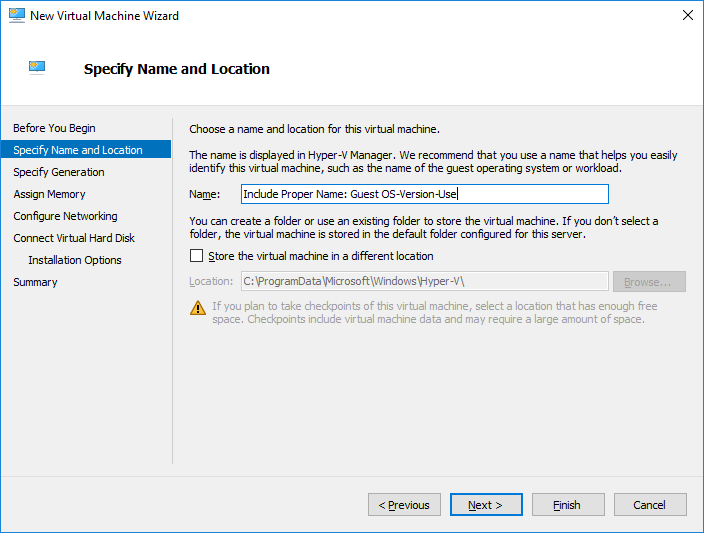 New Virtual Machine Wizard
Specify Name and Location
Before You Begin
Specify Name and Location
Specify Generation
Assign Memory
Configure Networking
Connect Virtual Hard Disk
Installation Options
Summary
Choose a name and location for this virtual machine.
The name is displayed in Hyper-V Manager. We recommend that you use a name that helps you easily
identify this virtual machine, such as the name of the guest operating system or workload.
Name: Include Proper Name: Guest OS-Version-Use
You can create a folder or use an existing folder to store the virtual machine. If you don't select a
folder, the virtual machine is stored in the default folder configured for this server.
Store the virtual machine in a different location
Location: C:\ProgramData\Microsoft\Windows\Hyper-V\ Browse...
If you plan to take checkpoints of this virtual machine, select a location that has enough free
space. Checkpoints include virtual machine data and may require a large amount of space.
< Previous Next > Finish Cancel